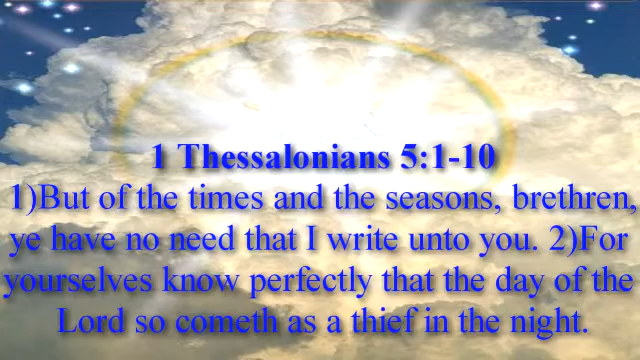 1 Thessalonians 5:1-10
1)But of the times and the seasons, brethren,
ye have no need that I write unto you. 2)For
yourselves know perfectly that the day of the
Lord so cometh as a thief in the night.